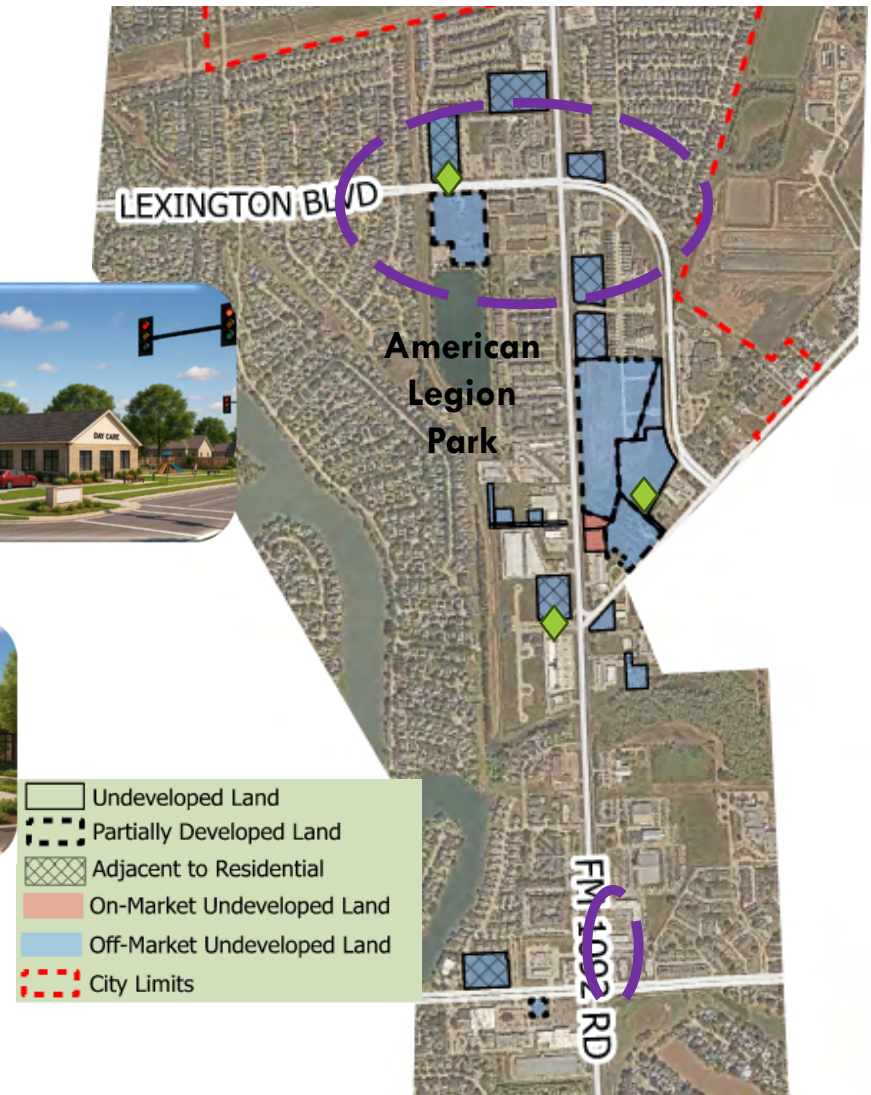 LEXINGTON BLVD
American
Legion
Park
DAY CARE
Undeveloped Land
Partially Developed Land
Adjacent to Residential
On-Market Undeveloped Land
Off-Market Undeveloped Land
City Limits
FM 1092 RD